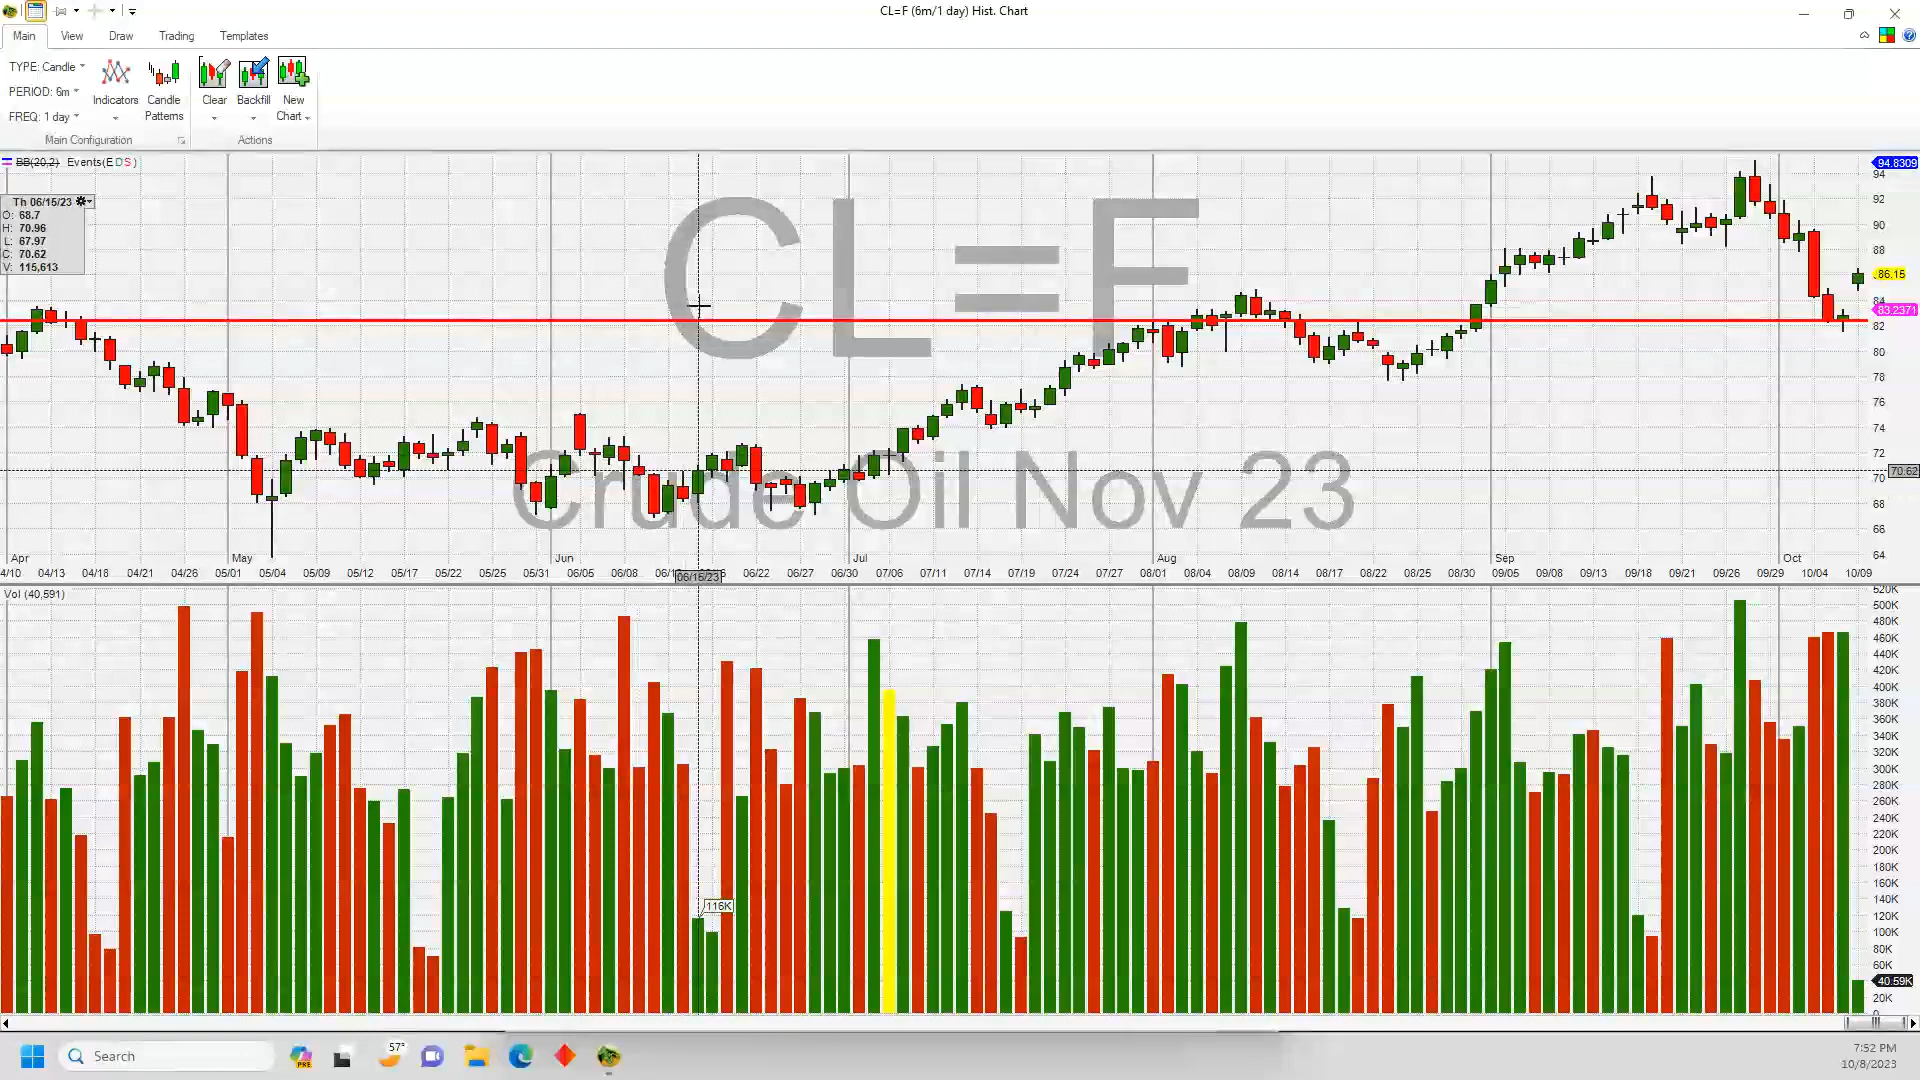 CL=F (6m/1 day) Hist. Chart
Main View Draw Trading Templates
TYPE: Candle
PERIOD: 6m
FREQ: 1 day
Indicators
Candle Patterns
Clear
Backfill
New Chart
Main Configuration
Actions
BB(20,2) Events(EDS)
Th 06/15/23
O: 68.7
H: 70.96
L: 67.97
C: 70.62
V: 115,613
CL=F
Crude Oil Nov 23
94.8309
94
92
90
88
86.15
84
83.2371
82
80
78
76
74
72
70.62
70
68
66
64
Apr May Jun Jul Aug Sep Oct
4/10 04/13 04/18 04/21 04/26 05/01 05/04 05/09 05/12 05/17 05/22 05/25 05/31 06/05 06/08 06/15/23 06/22 06/27 06/30 07/06 07/11 07/14 07/19 07/24 07/27 08/01 08/04 08/09 08/14 08/17 08/22 08/25 08/30 09/05 09/08 09/13 09/18 09/21 09/26 09/29 10/04 10/09
Vol (40,591)
520K
500K
480K
460K
440K
420K
400K
380K
360K
340K
320K
300K
280K
260K
240K
220K
200K
180K
160K
140K
120K
100K
80K
60K
40.59K
20K
0
116K
Search
PRE
57°
7:52 PM
10/8/2023